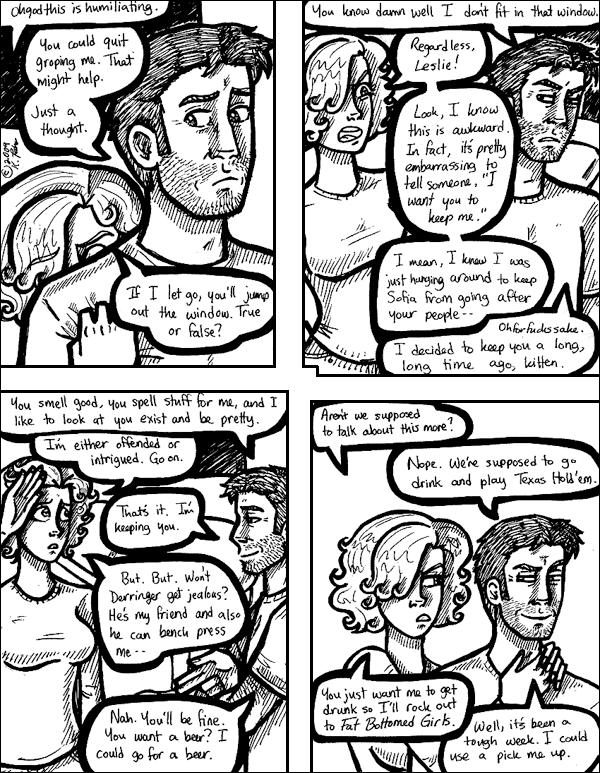 ohgod this is humiliating.
You could quit
groping me. That
might help.
Just a
thought.
©2009
If I let go, you'll jump
out the window. True
or false?
You know damn well I don't fit in that window.
Regardless,
Leslie!
Look, I know
this is awkward.
In fact, it's pretty
embarrassing to
tell someone, "I
want you to
keep me."
I mean, I knew I was
just hanging around to keep
Sofia from going after
your people--
Ohforfuckssake.
I decided to keep you a long,
long time ago, kitten.
You smell good, you spell stuff for me, and I
like to look at you exist and be pretty.
I'm either offended or
intrigued. Go on.
That's it. I'm
keeping you.
But. But. Won't
Derringer get jealous?
He's my friend and also
he can bench press
me--
Nah. You'll be fine.
You want a beer? I
could go for a beer.
Aren't we supposed
to talk about this more?
Nope. We're supposed to go
drink and play Texas Hold'em.
You just want me to get
drunk so I'll rock out
to Fat Bottomed Girls.
Well, it's been a
tough week. I could
use a pick me up.